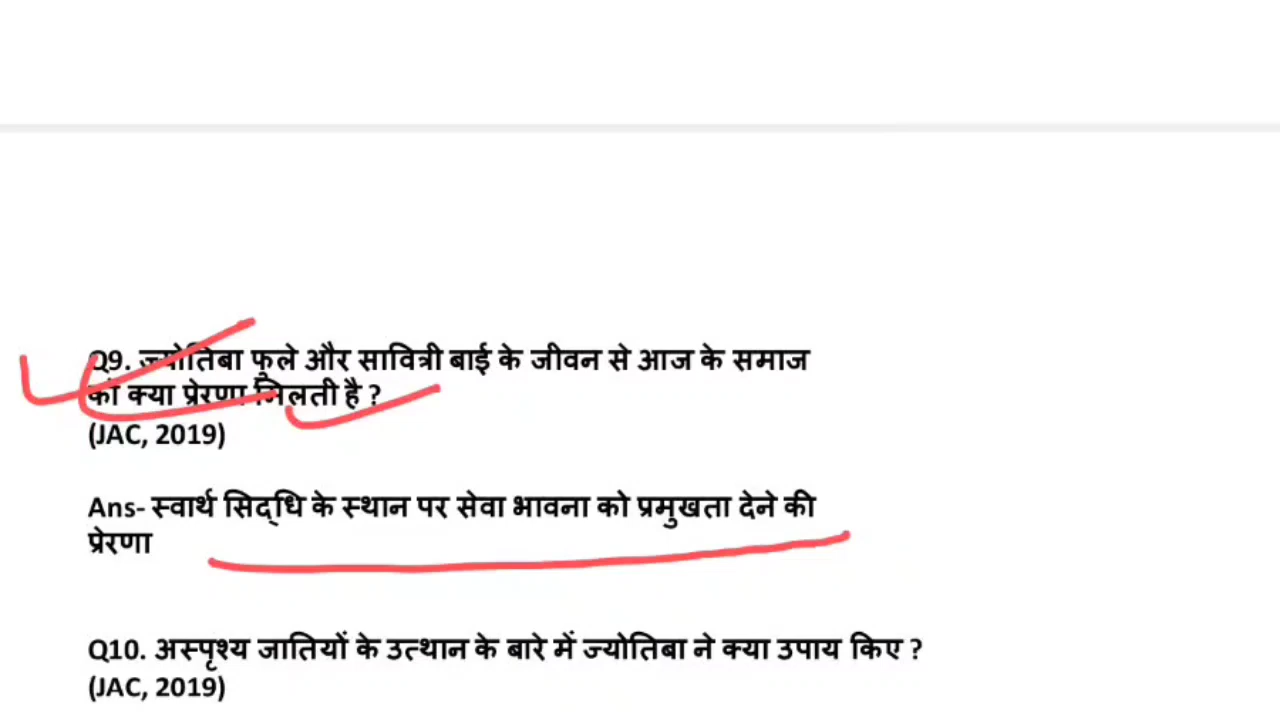 Q9. ज्योतिबा फुले और सावित्री बाई के जीवन से आज के समाज
को क्या प्रेरणा मिलती है ?
(JAC, 2019)
Ans- स्वार्थ सिद्धि के स्थान पर सेवा भावना को प्रमुखता देने की
प्रेरणा
Q10. अस्पृश्य जातियों के उत्थान के बारे में ज्योतिबा ने क्या उपाय किए ?
(JAC, 2019)